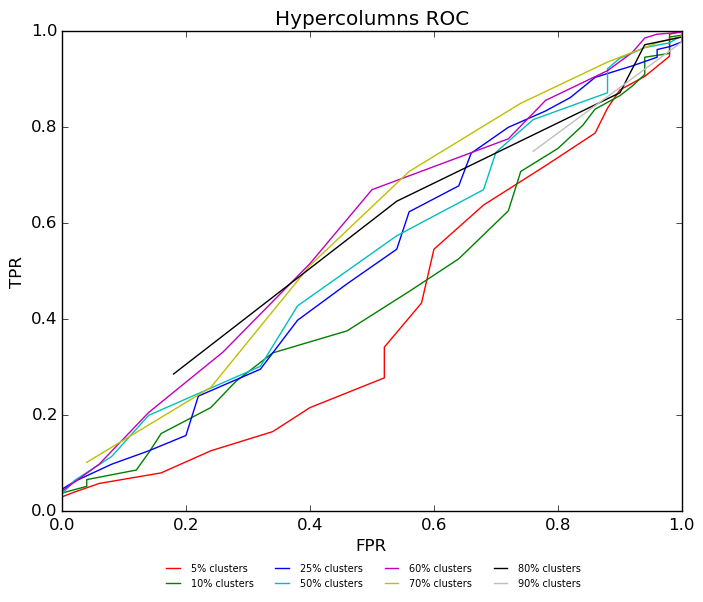 Hypercolumns ROC
1.0
0.8
0.6
0.4
0.2
0.0
TPR
0.0 0.2 0.4 0.6 0.8 1.0
FPR
5% clusters 25% clusters 60% clusters 80% clusters
10% clusters 50% clusters 70% clusters 90% clusters